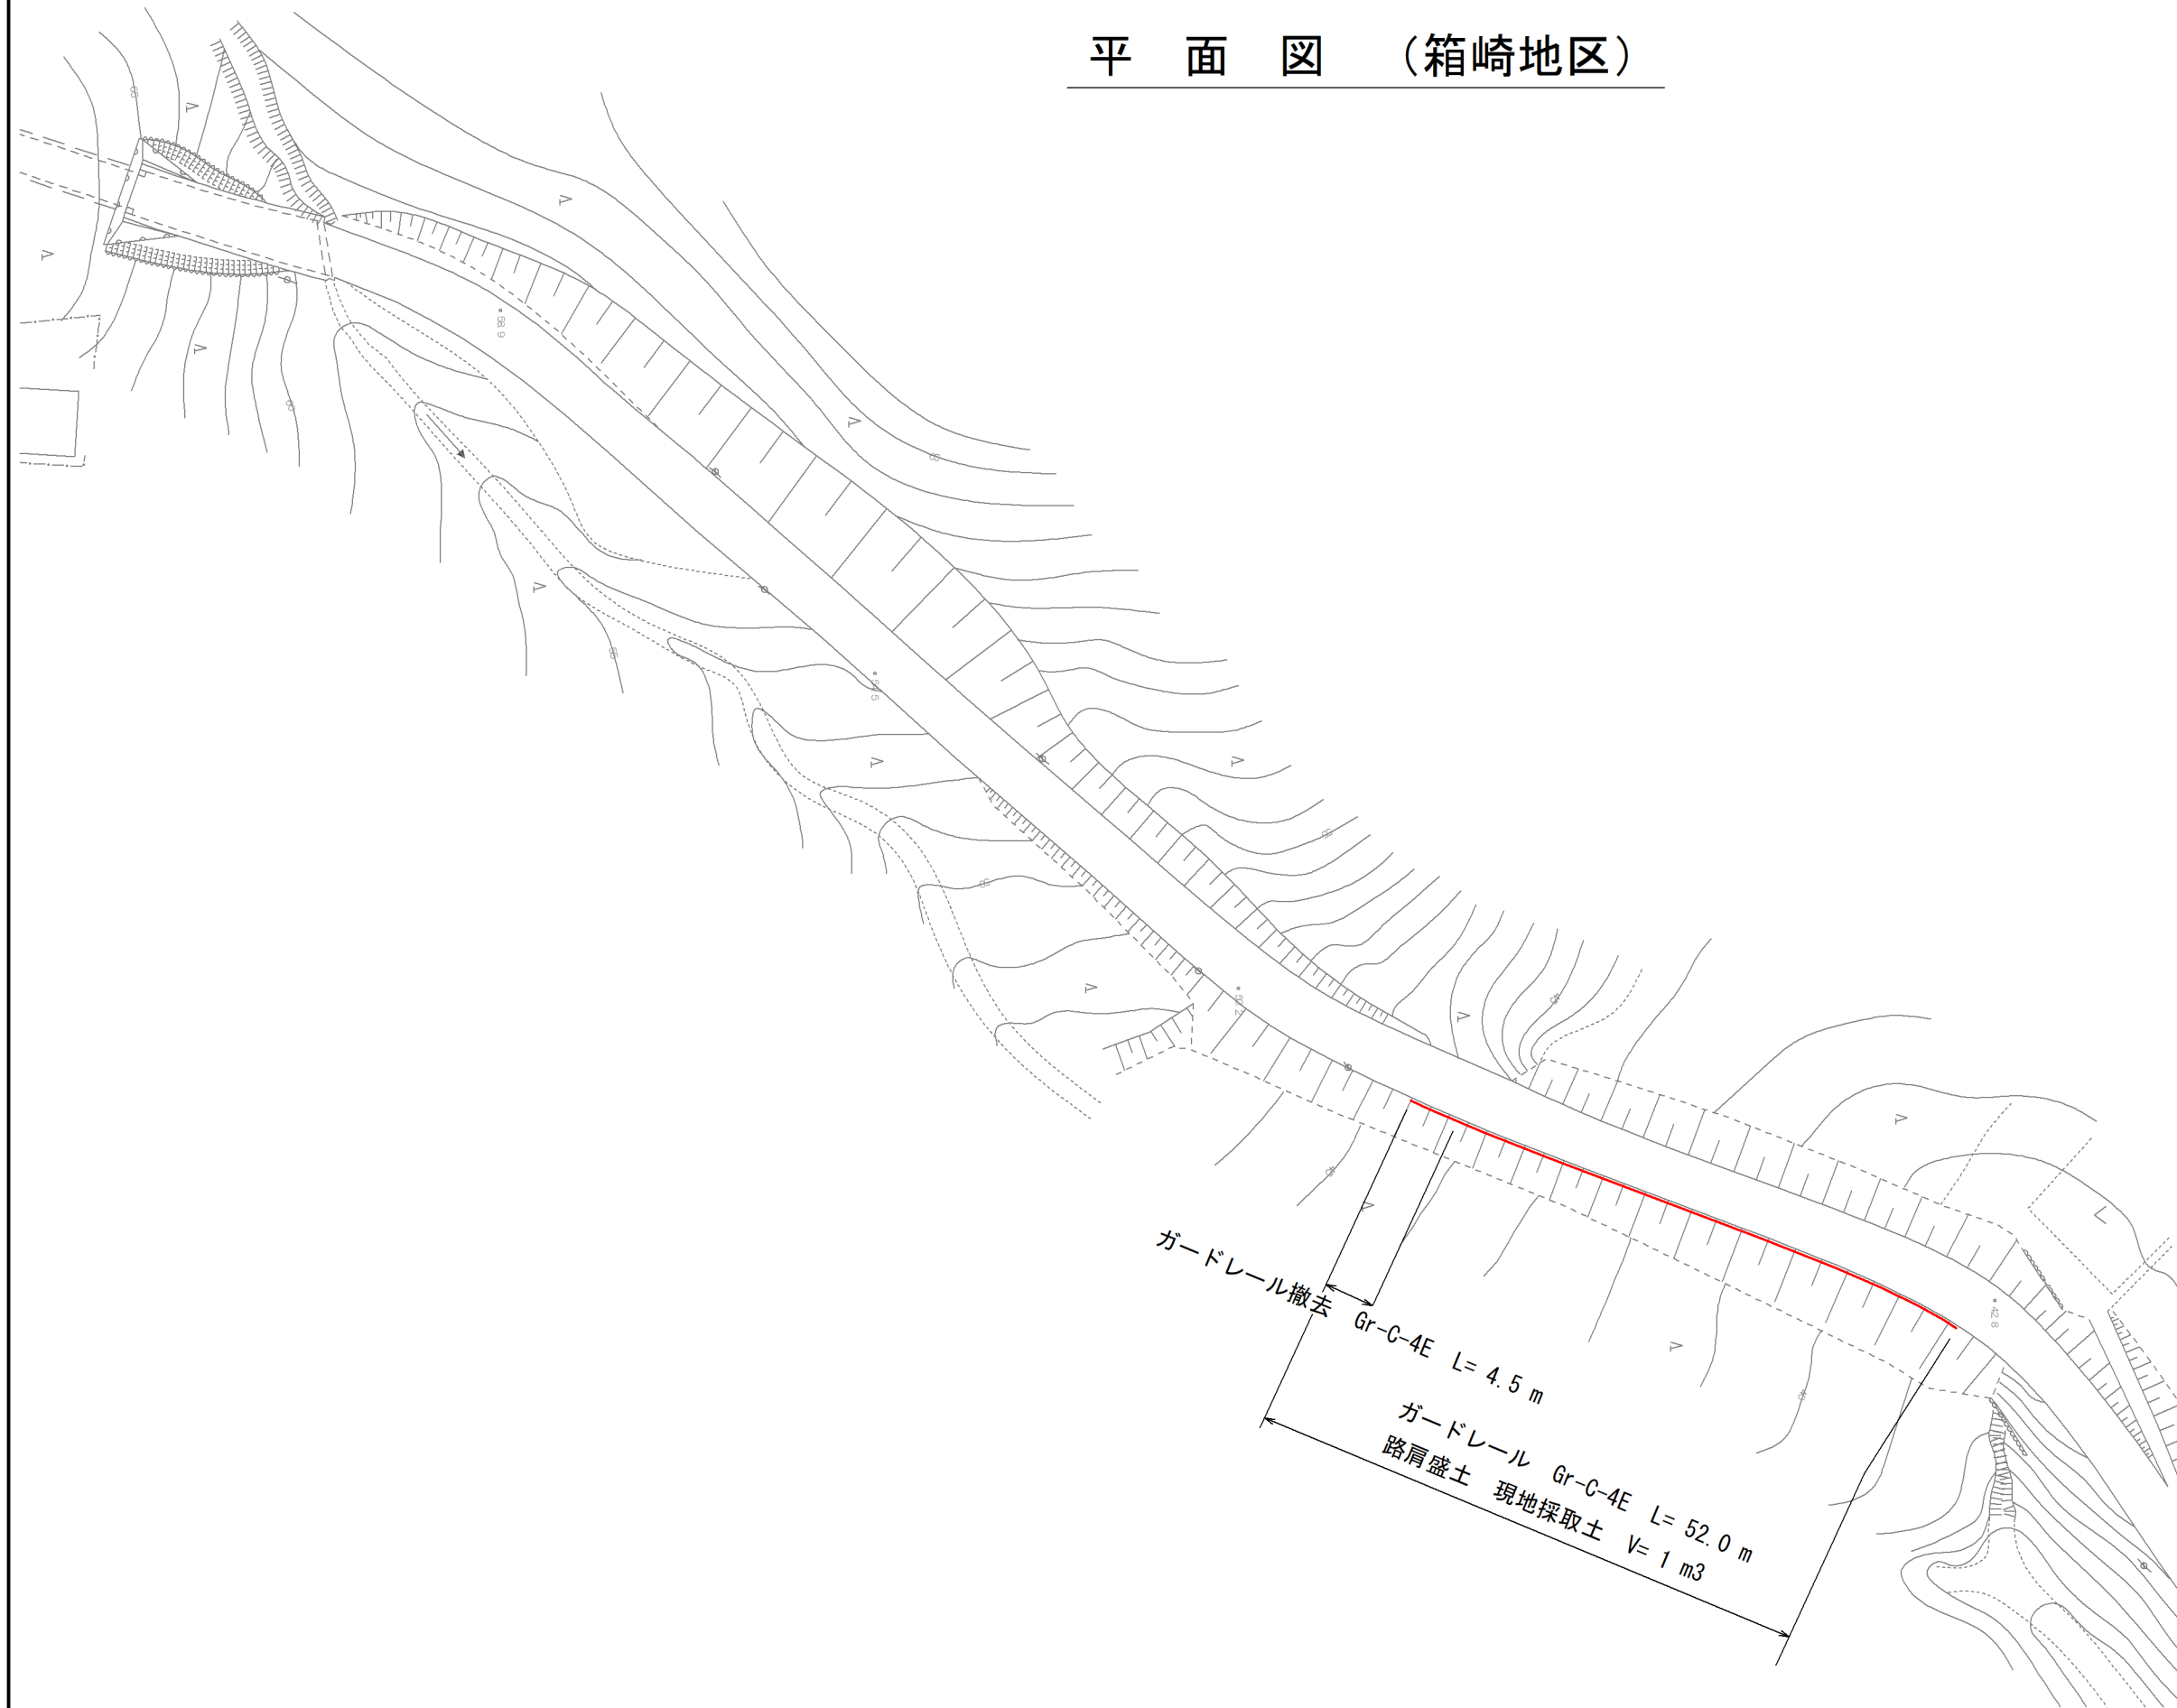 平　面　図　（箱崎地区）
ガードレール撤去　Gr-C-4E　L= 4.5 m
ガードレール　Gr-C-4E　L= 52.0 m
路肩盛土　現地採取土　V= 1 m3
42.8